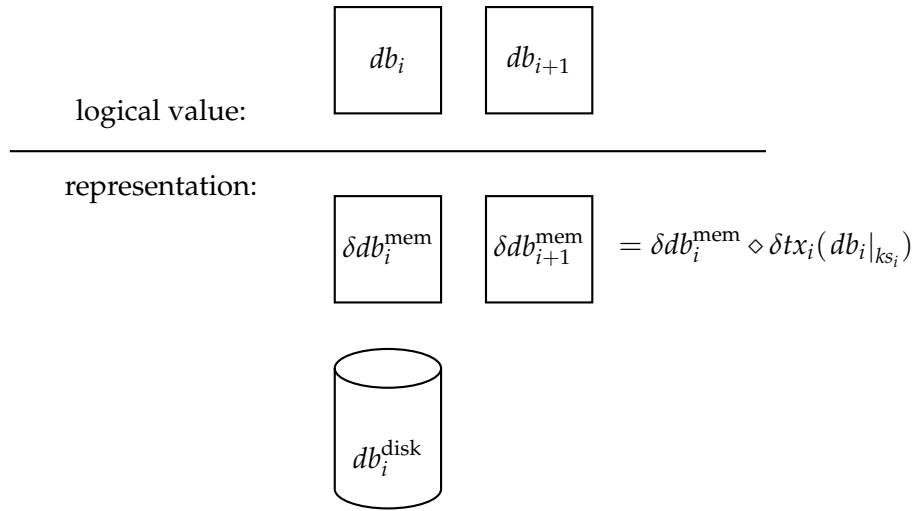 db_i db_{i+1}
logical value:
representation:
δdb_i^{mem} δdb_{i+1}^{mem} = δdb_i^{mem} ⋄ δtx_i(db_i|_{ks_i})
db_i^{disk}